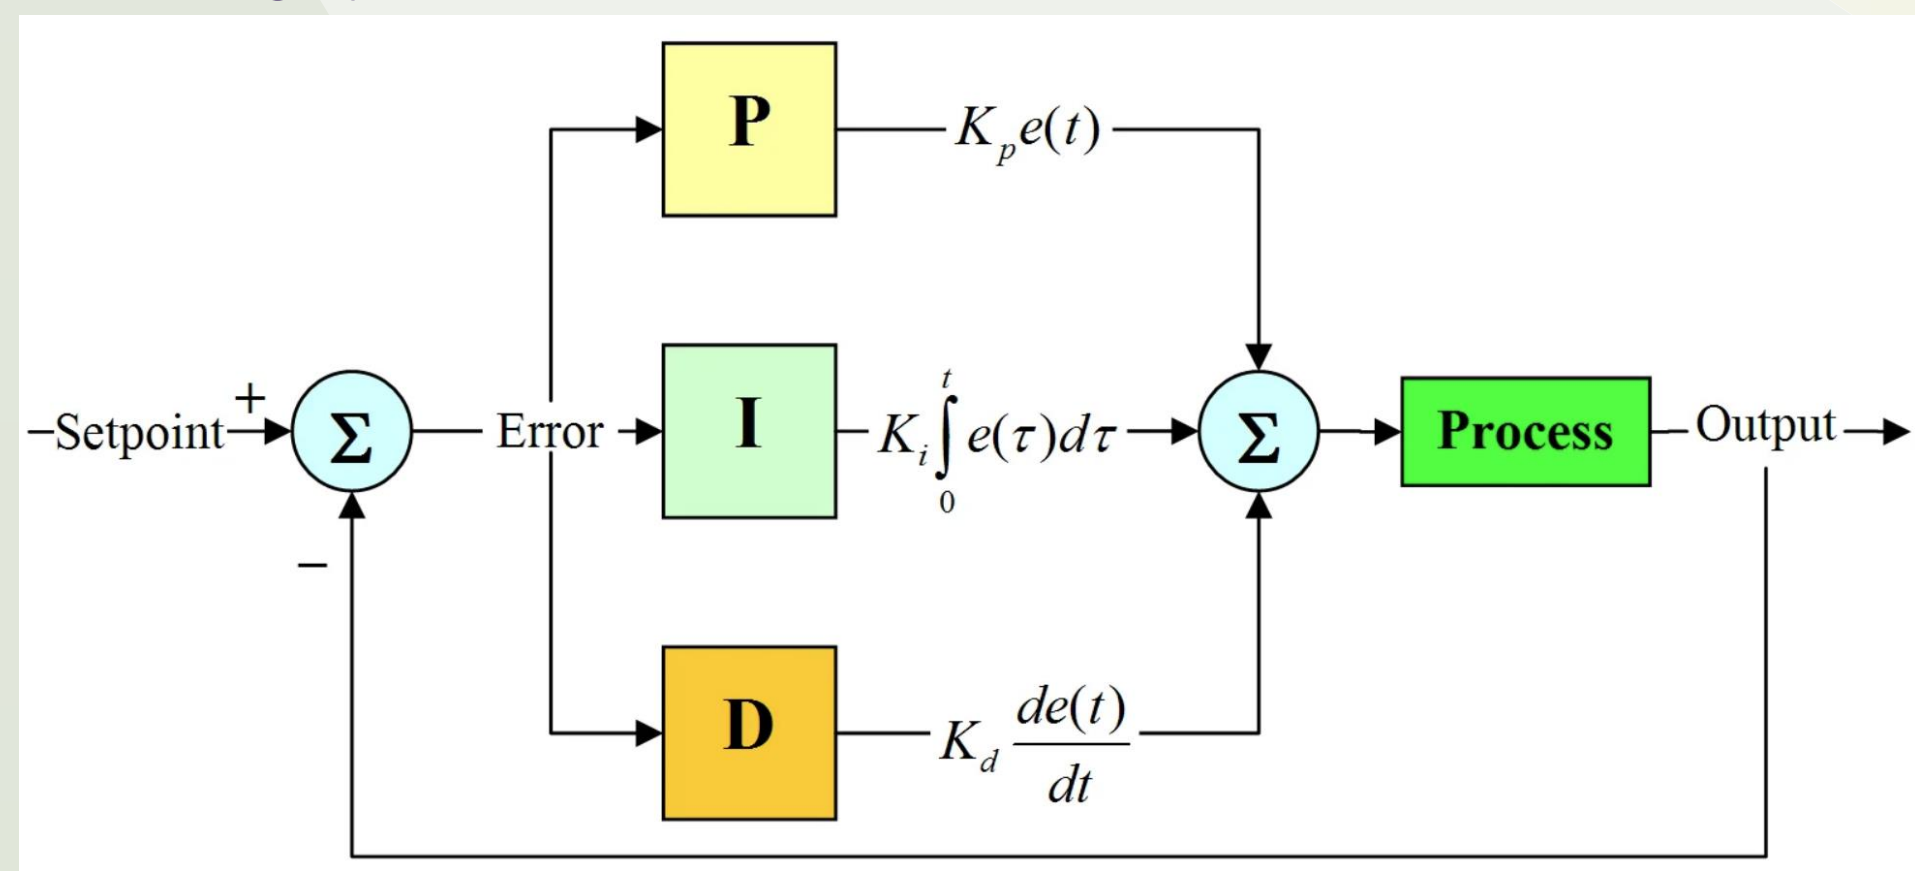 P
K_p e(t)
+
Setpoint
Σ
Error
I
K_i ∫_0^t e(τ)dτ
Σ
Process
Output
−
D
K_d de(t)/dt